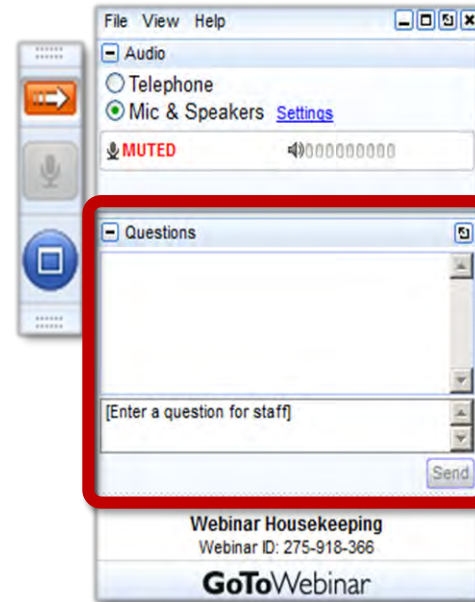 File View Help
Audio
Telephone
Mic & Speakers Settings
MUTED
Questions
[Enter a question for staff]
Send
Webinar Housekeeping
Webinar ID: 275-918-366
GoToWebinar